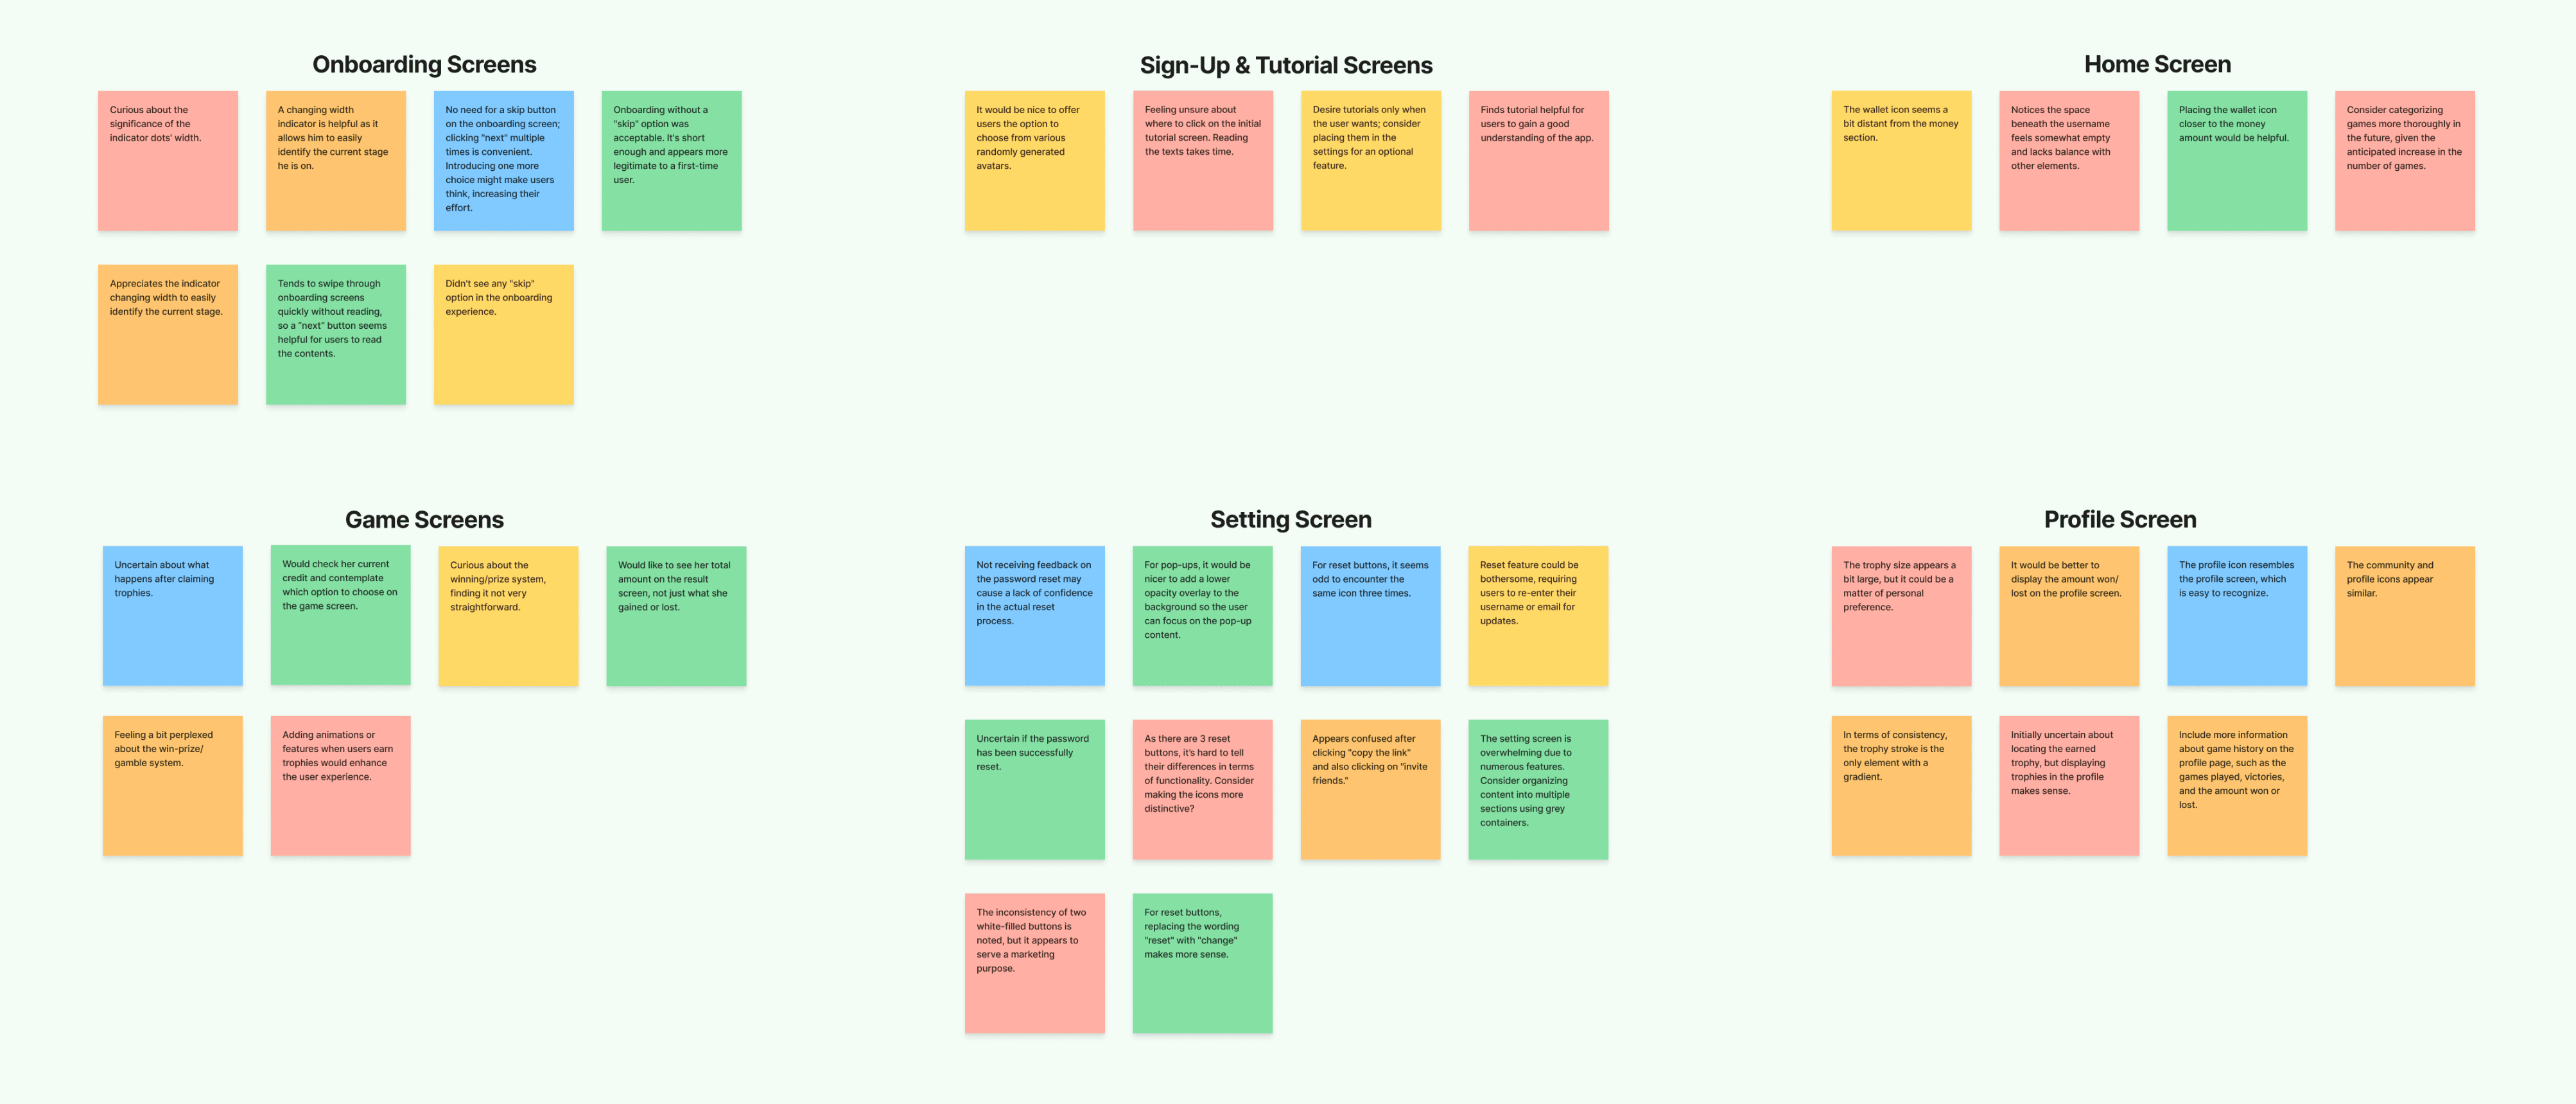 Onboarding Screens
Curious about the
significance of the
indicator dots' width.
A changing width
indicator is helpful as it
allows him to easily
identify the current stage
he is on.
No need for a skip button
on the onboarding screen;
clicking "next" multiple
times is convenient.
Introducing one more
choice might make users
think, increasing their
effort.
Onboarding without a
"skip" option was
acceptable. It's short
enough and appears more
legitimate to a first-time
user.
Appreciates the indicator
changing width to easily
identify the current stage.
Tends to swipe through
onboarding screens
quickly without reading,
so a "next" button seems
helpful for users to read
the contents.
Didn't see any "skip"
option in the onboarding
experience.
Sign-Up & Tutorial Screens
It would be nice to offer
users the option to
choose from various
randomly generated
avatars.
Feeling unsure about
where to click on the initial
tutorial screen. Reading
the texts takes time.
Desire tutorials only when
the user wants; consider
placing them in the
settings for an optional
feature.
Finds tutorial helpful for
users to gain a good
understanding of the app.
Home Screen
The wallet icon seems a
bit distant from the money
section.
Notices the space
beneath the username
feels somewhat empty
and lacks balance with
other elements.
Placing the wallet icon
closer to the money
amount would be helpful.
Consider categorizing
games more thoroughly in
the future, given the
anticipated increase in the
number of games.
Game Screens
Uncertain about what
happens after claiming
trophies.
Would check her current
credit and contemplate
which option to choose on
the game screen.
Curious about the
winning/prize system,
finding it not very
straightforward.
Would like to see her total
amount on the result
screen, not just what she
gained or lost.
Feeling a bit perplexed
about the win-prize/
gamble system.
Adding animations or
features when users earn
trophies would enhance
the user experience.
Setting Screen
Not receiving feedback on
the password reset may
cause a lack of confidence
in the actual reset
process.
For pop-ups, it would be
nicer to add a lower
opacity overlay to the
background so the user
can focus on the pop-up
content.
For reset buttons, it seems
odd to encounter the
same icon three times.
Reset feature could be
bothersome, requiring
users to re-enter their
username or email for
updates.
Uncertain if the password
has been successfully
reset.
As there are 3 reset
buttons, it's hard to tell
their differences in terms
of functionality. Consider
making the icons more
distinctive?
Appears confused after
clicking "copy the link"
and also clicking on "invite
friends."
The setting screen is
overwhelming due to
numerous features.
Consider organizing
content into multiple
sections using grey
containers.
The inconsistency of two
white-filled buttons is
noted, but it appears to
serve a marketing
purpose.
For reset buttons,
replacing the wording
"reset" with "change"
makes more sense.
Profile Screen
The trophy size appears a
bit large, but it could be a
matter of personal
preference.
It would be better to
display the amount won/
lost on the profile screen.
The profile icon resembles
the profile screen, which
is easy to recognize.
The community and
profile icons appear
similar.
In terms of consistency,
the trophy stroke is the
only element with a
gradient.
Initially uncertain about
locating the earned
trophy, but displaying
trophies in the profile
makes sense.
Include more information
about game history on the
profile page, such as the
games played, victories,
and the amount won or
lost.